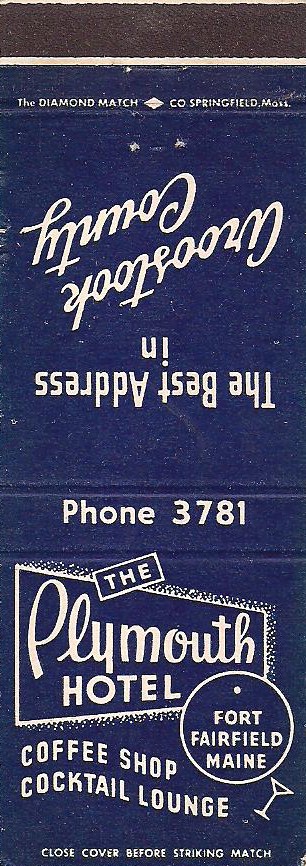 The DIAMOND MATCH CO SPRINGFIELD, Mass.
The Best Address
in
Aroostook
County
Phone 3781
THE
Plymouth
HOTEL
FORT
FAIRFIELD
MAINE
COFFEE SHOP
COCKTAIL LOUNGE
CLOSE COVER BEFORE STRIKING MATCH